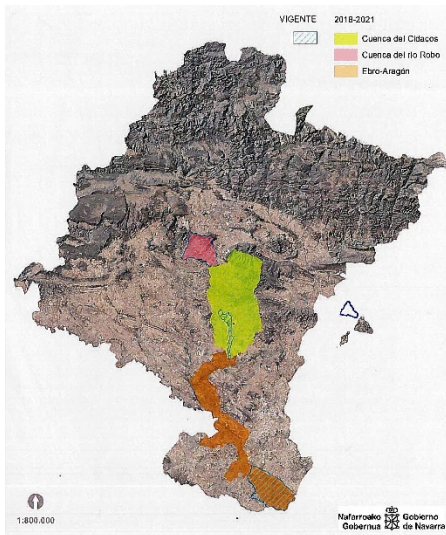 VIGENTE 2018-2021
Cuenca del Cidacos
Cuenca del río Robo
Ebro-Aragón
1:800.000
Nafarroako Gobierno
Gobernua de Navarra